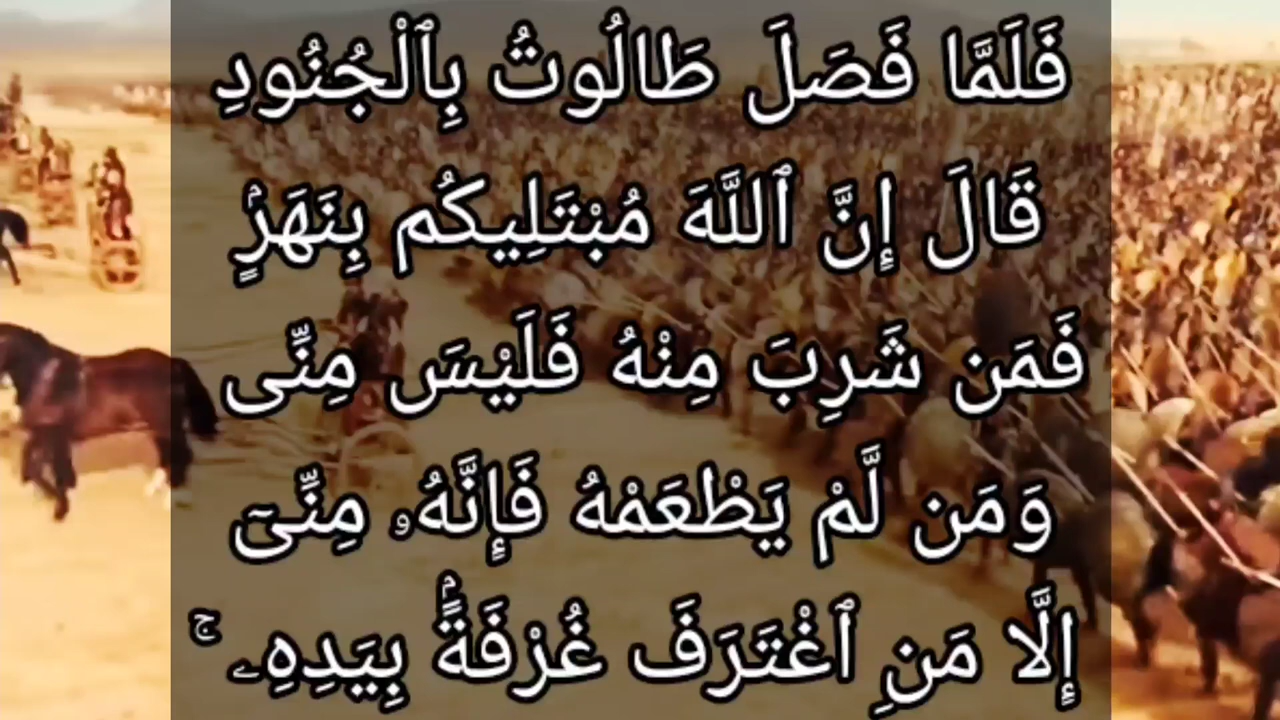 فَلَمَّا فَصَلَ طَالُوتُ بِٱلْجُنُودِ
قَالَ إِنَّ ٱللَّهَ مُبْتَلِيكُم بِنَهَرٍۢ
فَمَن شَرِبَ مِنْهُ فَلَيْسَ مِنِّى
وَمَن لَّمْ يَطْعَمْهُ فَإِنَّهُۥ مِنِّىٓ
إِلَّا مَنِ ٱغْتَرَفَ غُرْفَةًۢ بِيَدِهِۦ ۚ